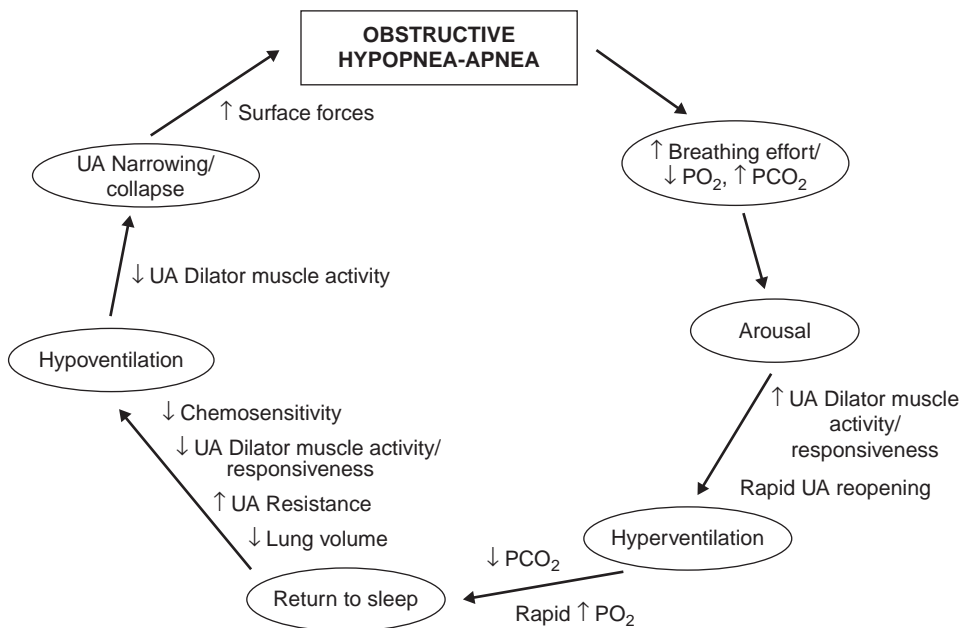 OBSTRUCTIVE
HYPOPNEA-APNEA
↑ Breathing effort/
↓ PO₂, ↑ PCO₂
Arousal
↑ UA Dilator muscle
activity/
responsiveness
Rapid UA reopening
Hyperventilation
↓ PCO₂
Rapid ↑ PO₂
Return to sleep
↓ Chemosensitivity
↓ UA Dilator muscle activity/
responsiveness
↑ UA Resistance
↓ Lung volume
Hypoventilation
↓ UA Dilator muscle activity
UA Narrowing/
collapse
↑ Surface forces